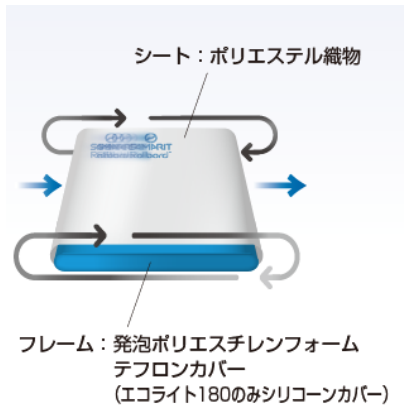 シート：ポリエステル織物
フレーム：発泡ポリエスチレンフォーム
テフロンカバー
（エコライト180のみシリコーンカバー）